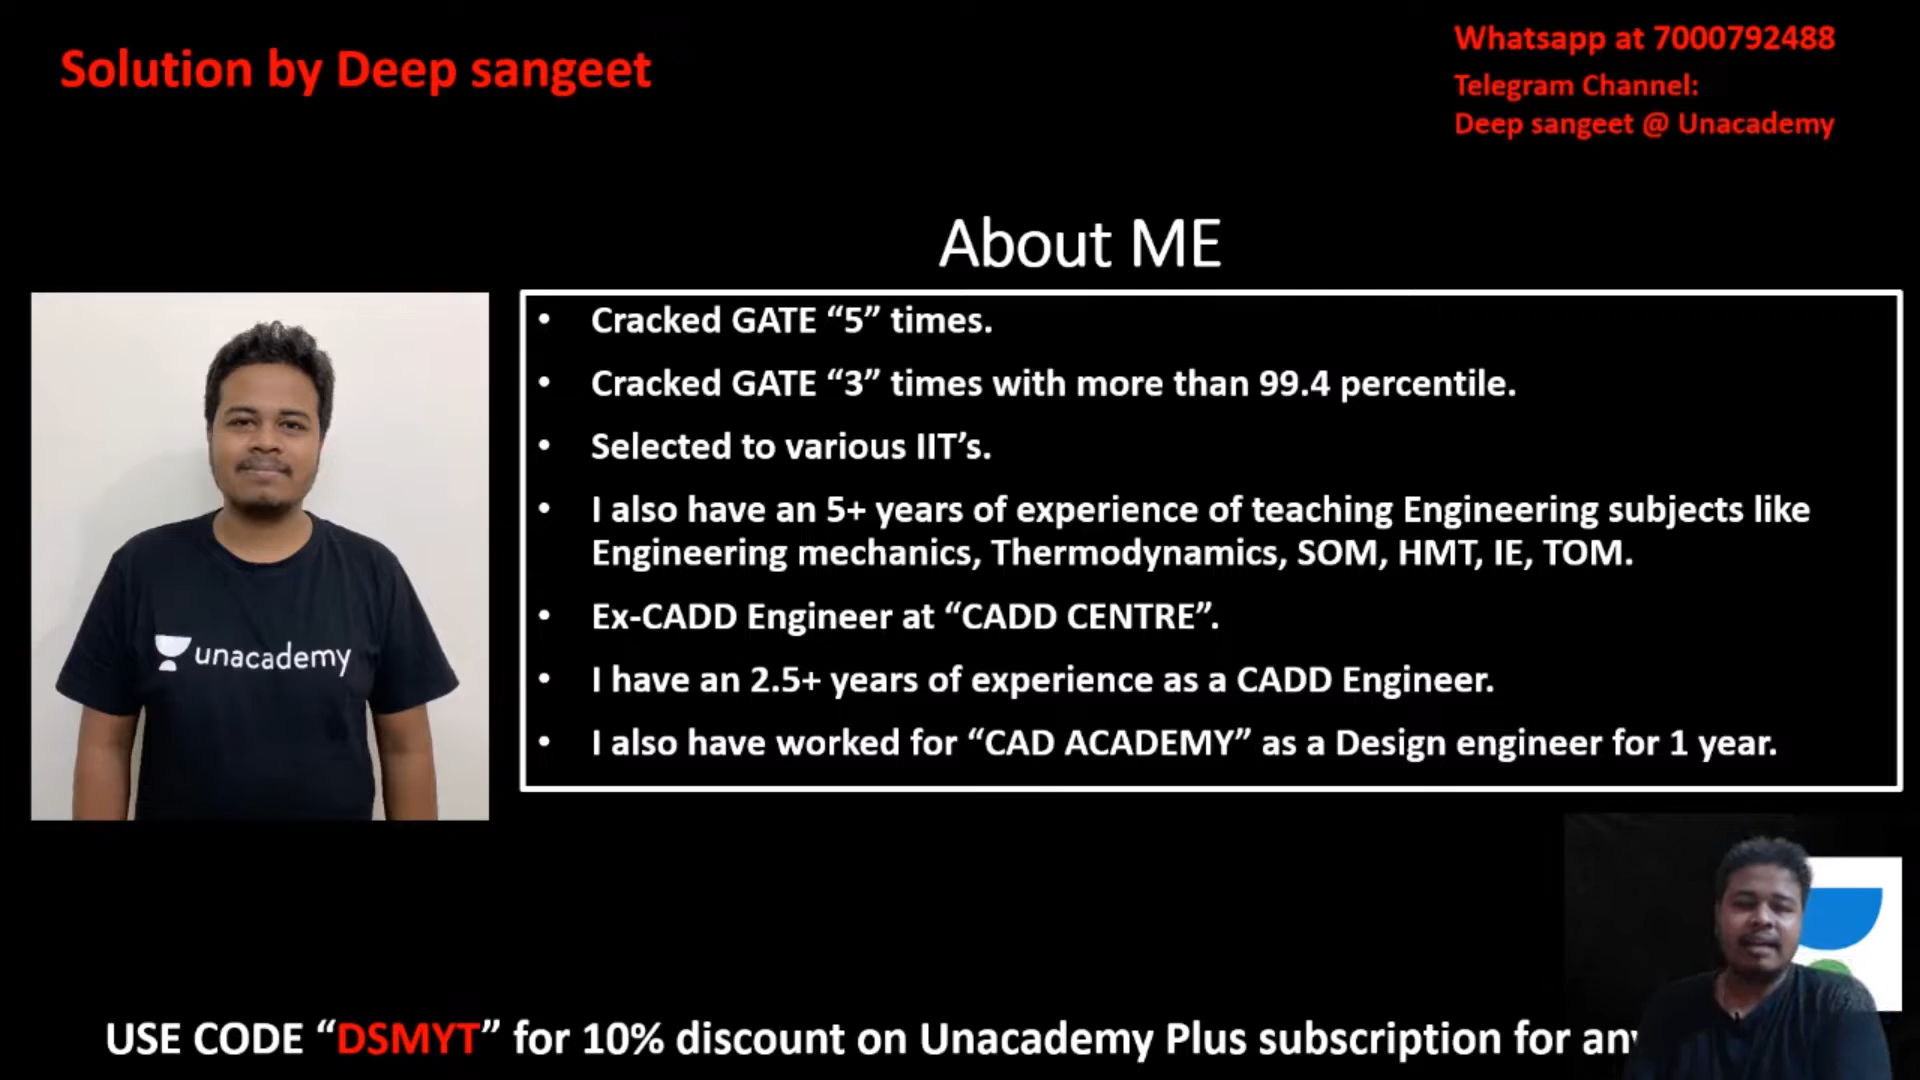 Solution by Deep sangeet
Whatsapp at 7000792488
Telegram Channel:
Deep sangeet @ Unacademy
About ME
• Cracked GATE “5” times.
• Cracked GATE “3” times with more than 99.4 percentile.
• Selected to various IIT’s.
• I also have an 5+ years of experience of teaching Engineering subjects like
Engineering mechanics, Thermodynamics, SOM, HMT, IE, TOM.
• Ex-CADD Engineer at “CADD CENTRE”.
• I have an 2.5+ years of experience as a CADD Engineer.
• I also have worked for “CAD ACADEMY” as a Design engineer for 1 year.
unacademy
USE CODE “DSMYT” for 10% discount on Unacademy Plus subscription for